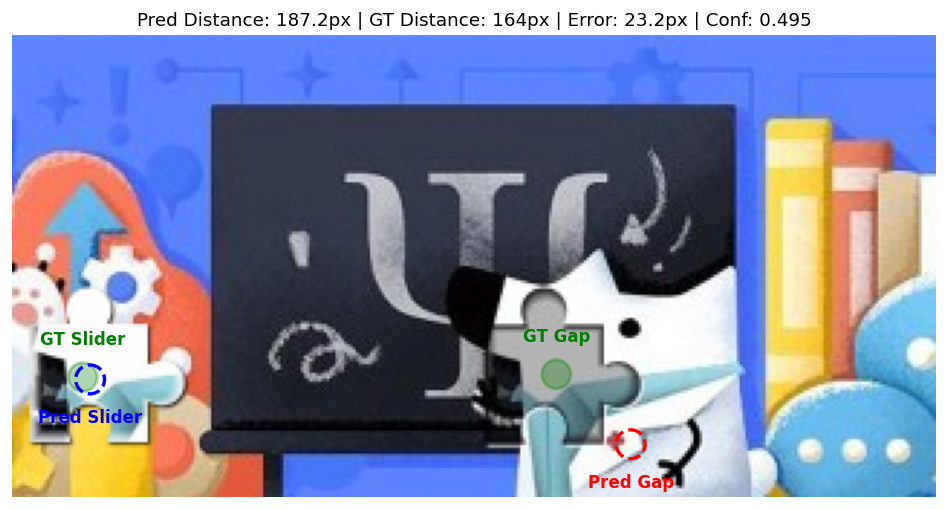 Pred Distance: 187.2px | GT Distance: 164px | Error: 23.2px | Conf: 0.495
Ψ
GT Slider
GT Gap
Pred Slider
Pred Gap